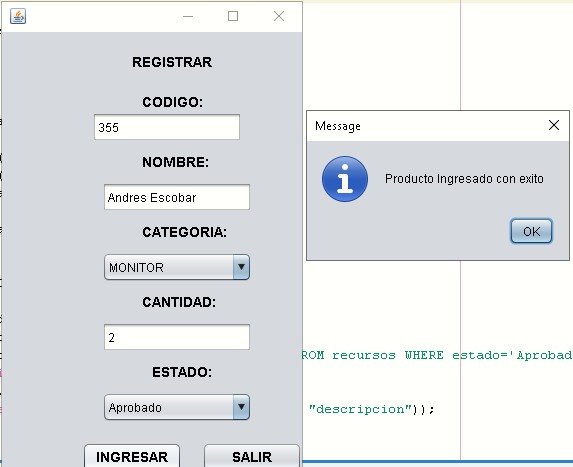 REGISTRAR
CODIGO:
355
NOMBRE:
Andres Escobar
CATEGORIA:
MONITOR
CANTIDAD:
2
ESTADO:
Aprobado
INGRESAR
SALIR
Message
Producto Ingresado con exito
OK
ROM recursos WHERE estado='Aprobad
"descripcion"));